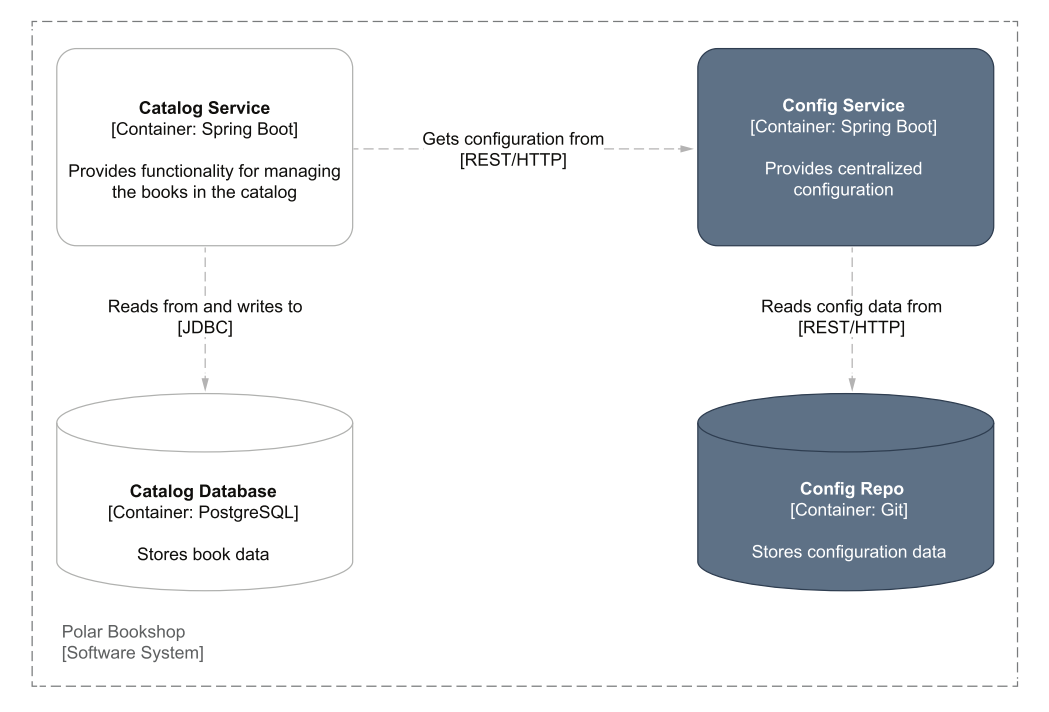 Catalog Service
[Container: Spring Boot]
Provides functionality for managing
the books in the catalog
Gets configuration from
[REST/HTTP]
Config Service
[Container: Spring Boot]
Provides centralized
configuration
Reads from and writes to
[JDBC]
Reads config data from
[REST/HTTP]
Catalog Database
[Container: PostgreSQL]
Stores book data
Config Repo
[Container: Git]
Stores configuration data
Polar Bookshop
[Software System]